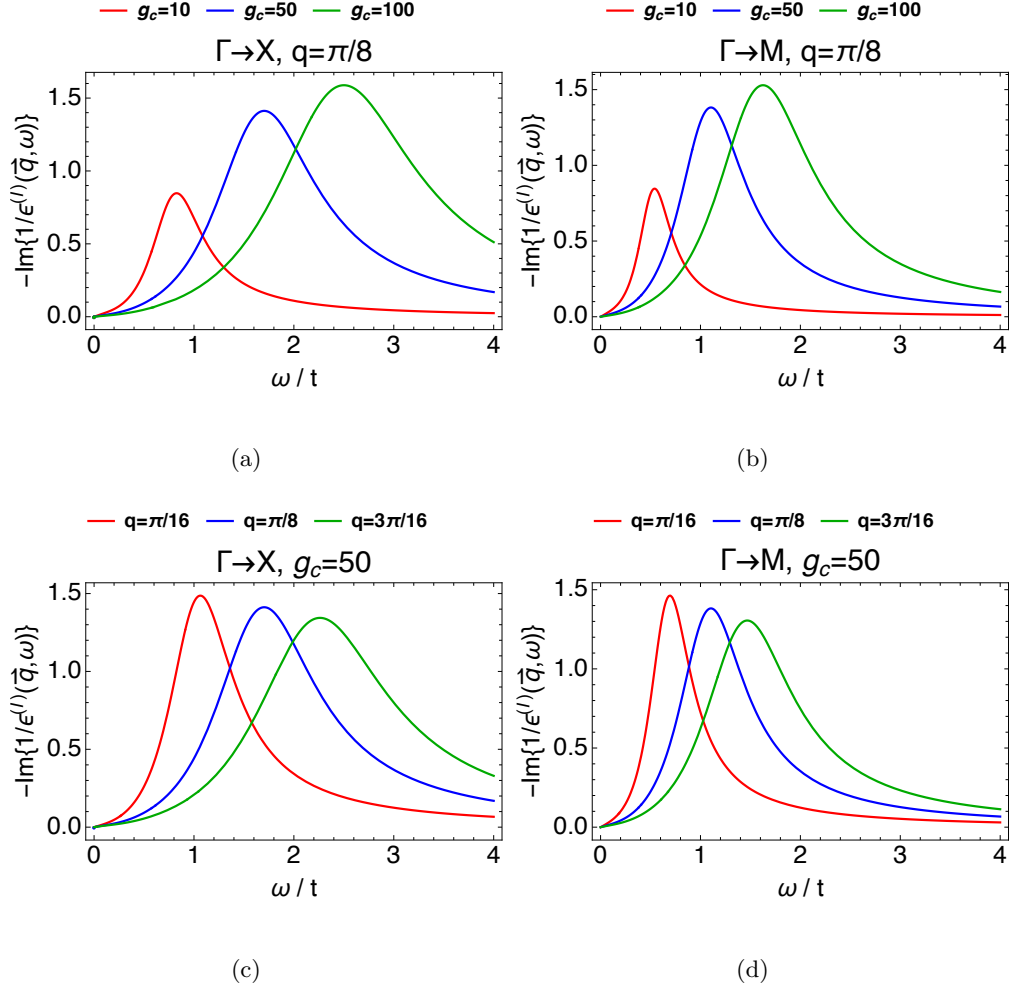 g_c=10 g_c=50 g_c=100
Γ→X, q=π/8
−Im{1/ϵ^(l)(q⃗,ω)}
1.5
1.0
0.5
0.0
0 1 2 3 4
ω / t
(a)
g_c=10 g_c=50 g_c=100
Γ→M, q=π/8
−Im{1/ϵ^(l)(q⃗,ω)}
1.5
1.0
0.5
0.0
0 1 2 3 4
ω / t
(b)
q=π/16 q=π/8 q=3π/16
Γ→X, g_c=50
−Im{1/ϵ^(l)(q⃗,ω)}
1.5
1.0
0.5
0.0
0 1 2 3 4
ω / t
(c)
q=π/16 q=π/8 q=3π/16
Γ→M, g_c=50
−Im{1/ϵ^(l)(q⃗,ω)}
1.5
1.0
0.5
0.0
0 1 2 3 4
ω / t
(d)